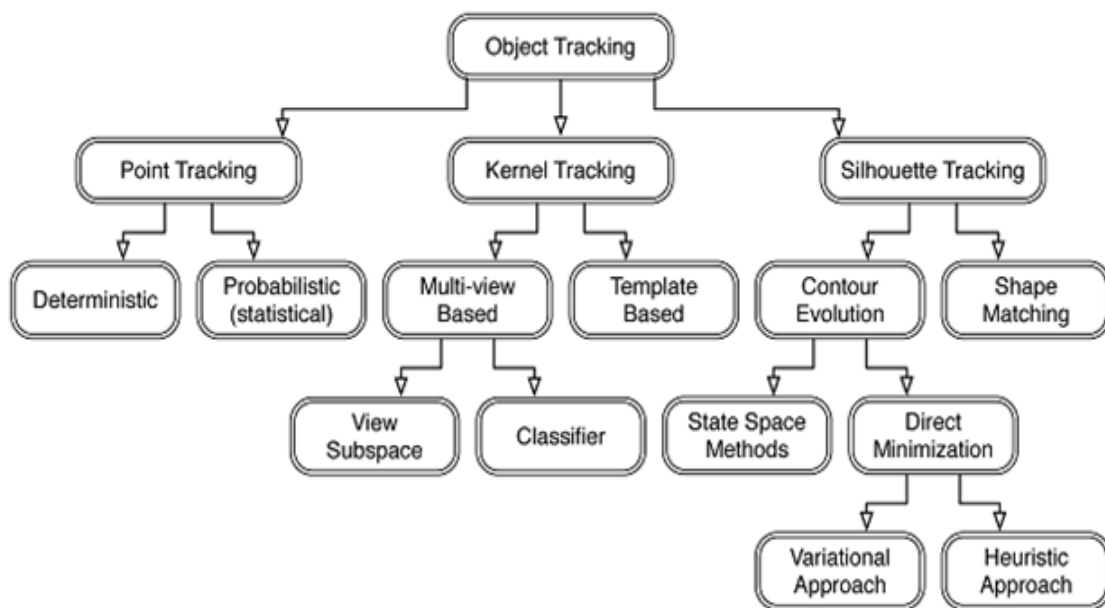 Object Tracking
Point Tracking
Kernel Tracking
Silhouette Tracking
Deterministic
Probabilistic
(statistical)
Multi-view
Based
Template
Based
Contour
Evolution
Shape
Matching
View
Subspace
Classifier
State Space
Methods
Direct
Minimization
Variational
Approach
Heuristic
Approach